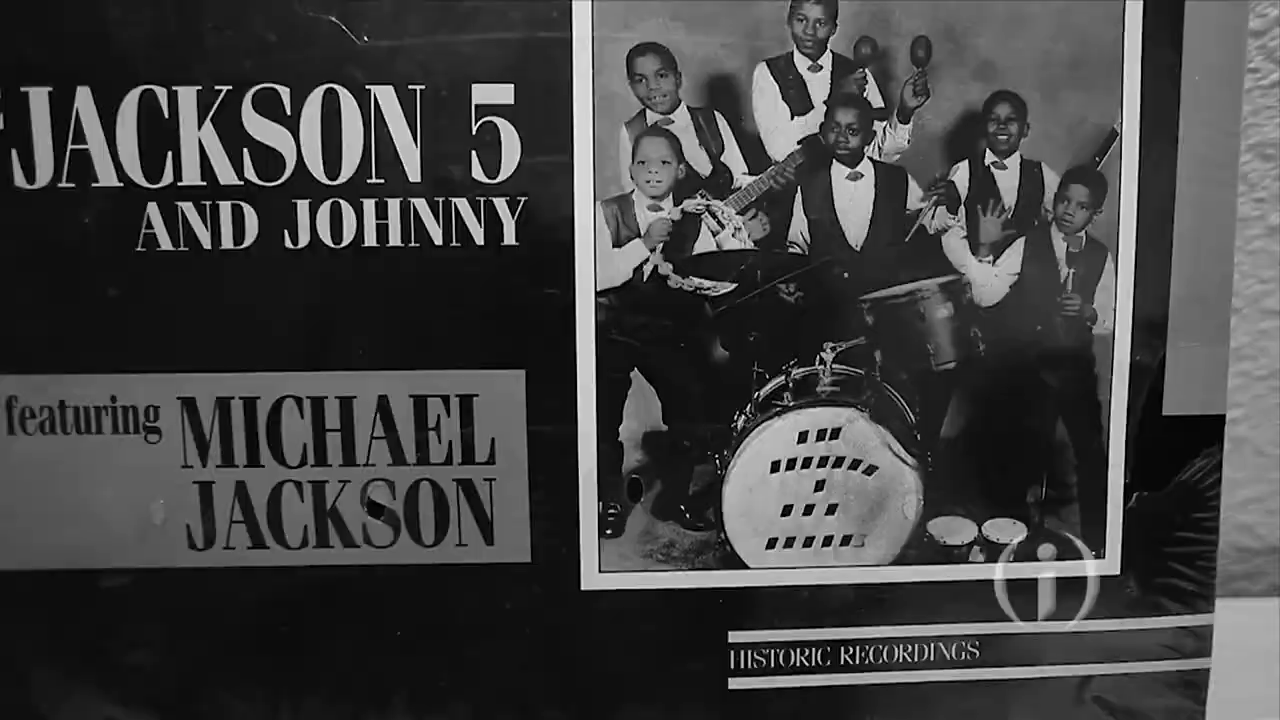 JACKSON 5
AND JOHNNY
featuring MICHAEL
JACKSON
HISTORIC RECORDINGS